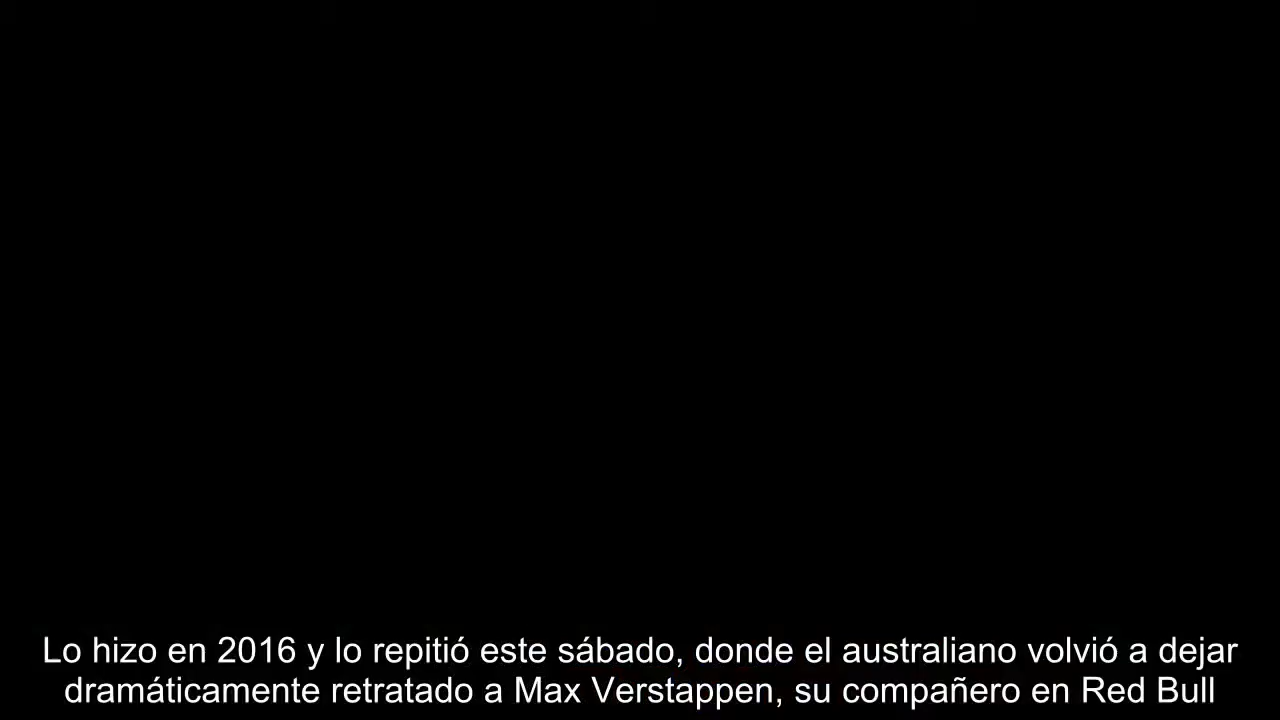 Lo hizo en 2016 y lo repitió este sábado, donde el australiano volvió a dejar
dramáticamente retratado a Max Verstappen, su compañero en Red Bull